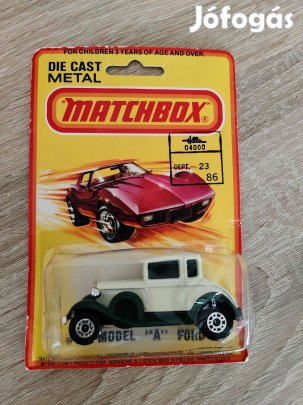 Jófogás
FOR CHILDREN 3 YEARS OF AGE AND OVER.
DIE CAST
METAL
MATCHBOX
04000
DEPT. 23
86
MODEL "A" FORD